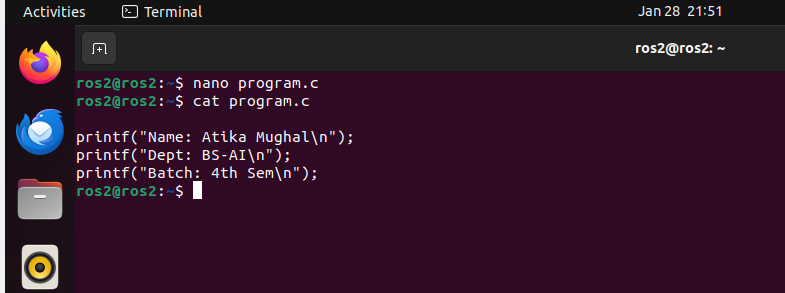 Activities Terminal Jan 28 21:51
ros2@ros2: ~
ros2@ros2:~$ nano program.c
ros2@ros2:~$ cat program.c
printf("Name: Atika Mughal\n");
printf("Dept: BS-AI\n");
printf("Batch: 4th Sem\n");
ros2@ros2:~$